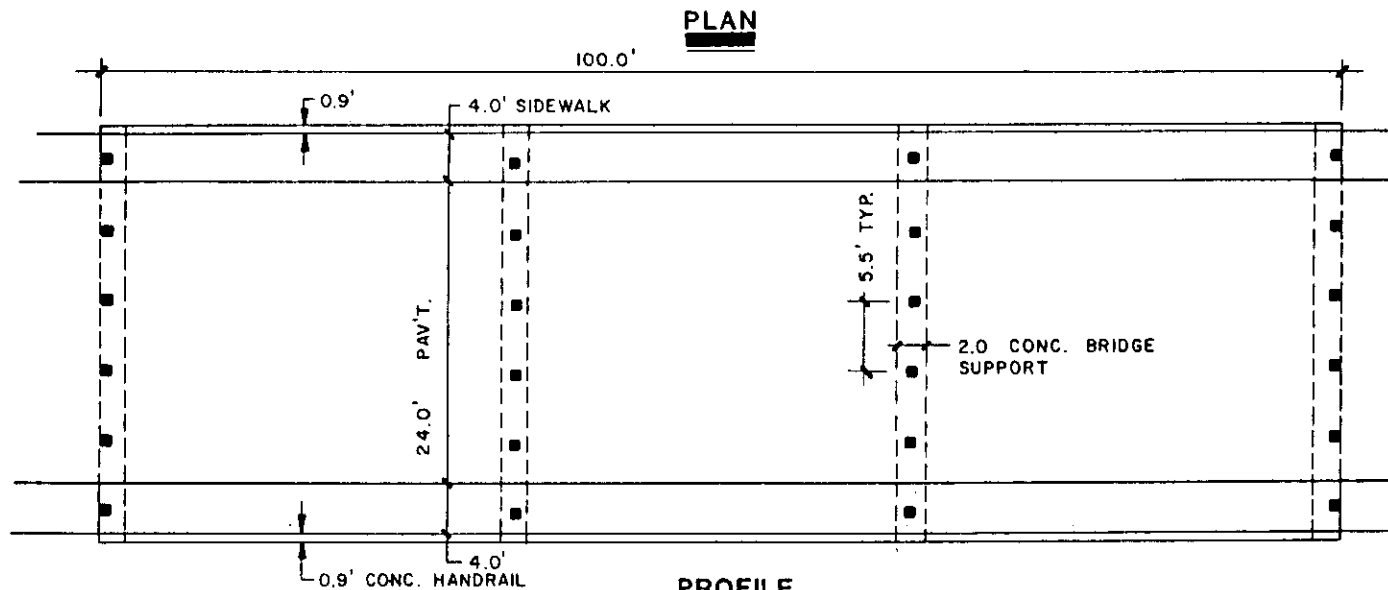 PLAN
100.0'
0.9'
4.0' SIDEWALK
5.5' TYP.
24.0' PAV'T.
2.0 CONC. BRIDGE
SUPPORT
4.0'
0.9' CONC. HANDRAIL
PROFILE